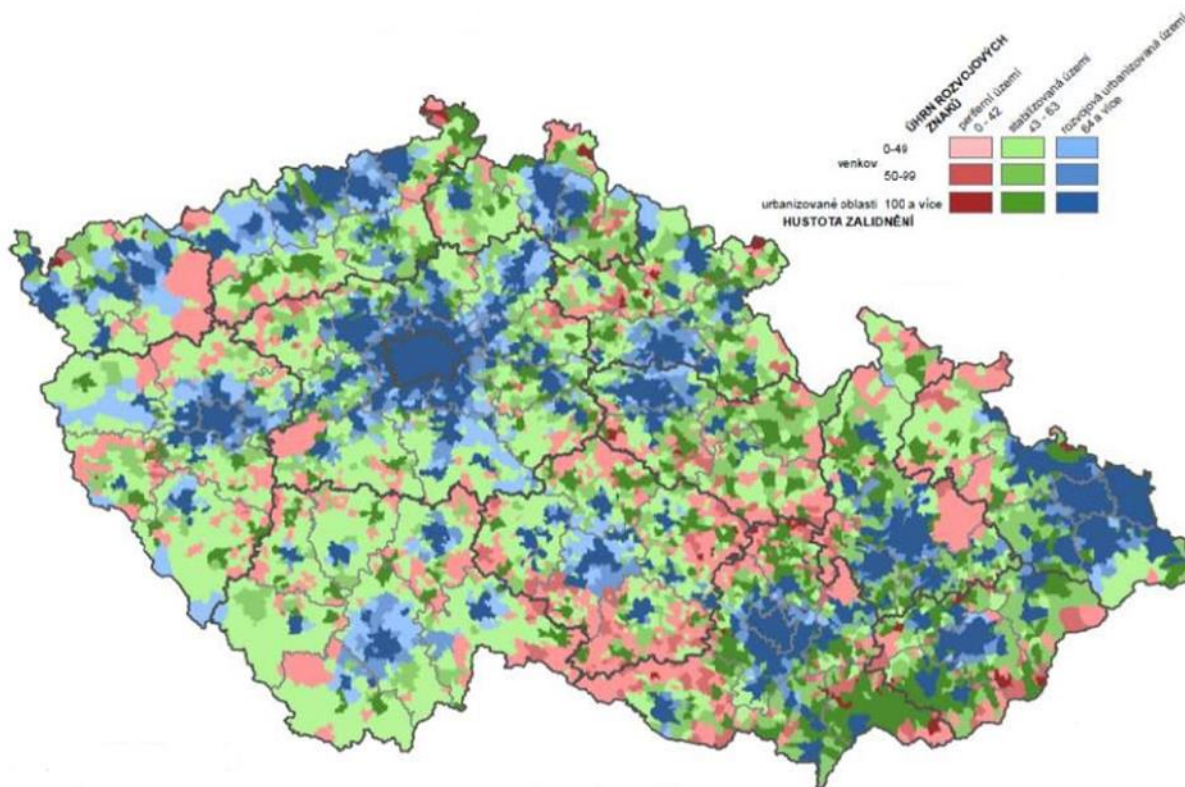 ÚHRN ROZVOJOVÝCH
ZNAKŮ
periferní území
0 - 42
stabilizovaná území
43 - 63
rozvojová urbanizovaná území
64 a více
0-49
venkov
50-99
urbanizované oblasti 100 a více
HUSTOTA ZALIDNĚNÍ